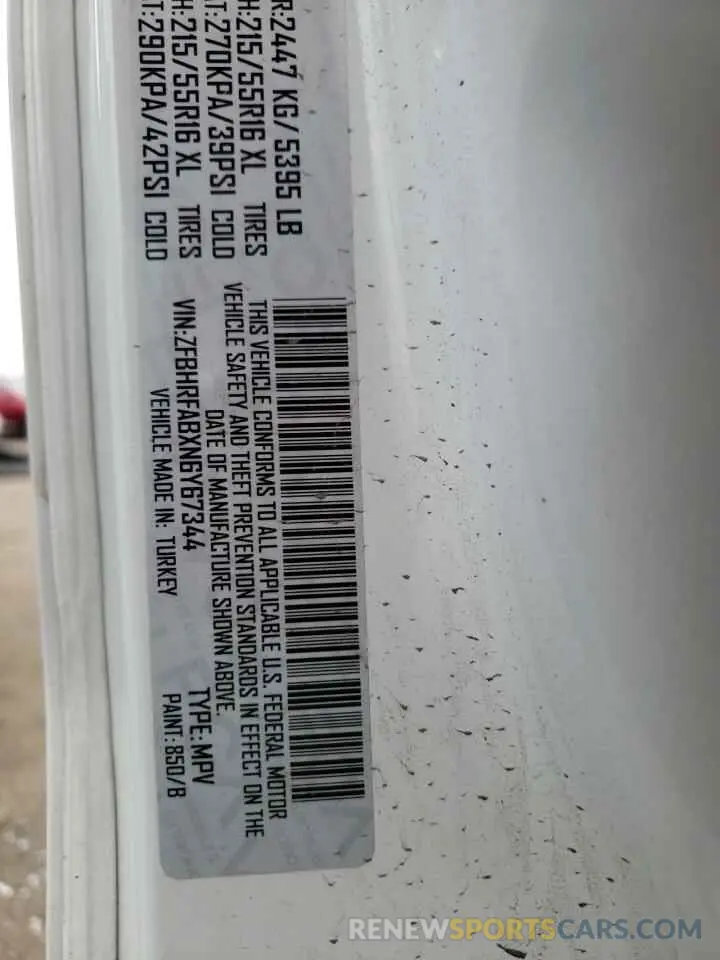 R:2447 KG/ 5395 LB
H:215/55R16 XL TIRES
AT:270KPA/39PSI COLD
H:215/55R16 XL TIRES
AT:290KPA/42PSI COLD
THIS VEHICLE CONFORMS TO ALL APPLICABLE U.S. FEDERAL MOTOR
VEHICLE SAFETY AND THEFT PREVENTION STANDARDS IN EFFECT ON THE
DATE OF MANUFACTURE SHOWN ABOVE.
VIN:ZFBHRFABXN6Y67344 TYPE:MPV
VEHICLE MADE IN: TURKEY PAINT: 850/B
RENEWSPORTSCARS.COM